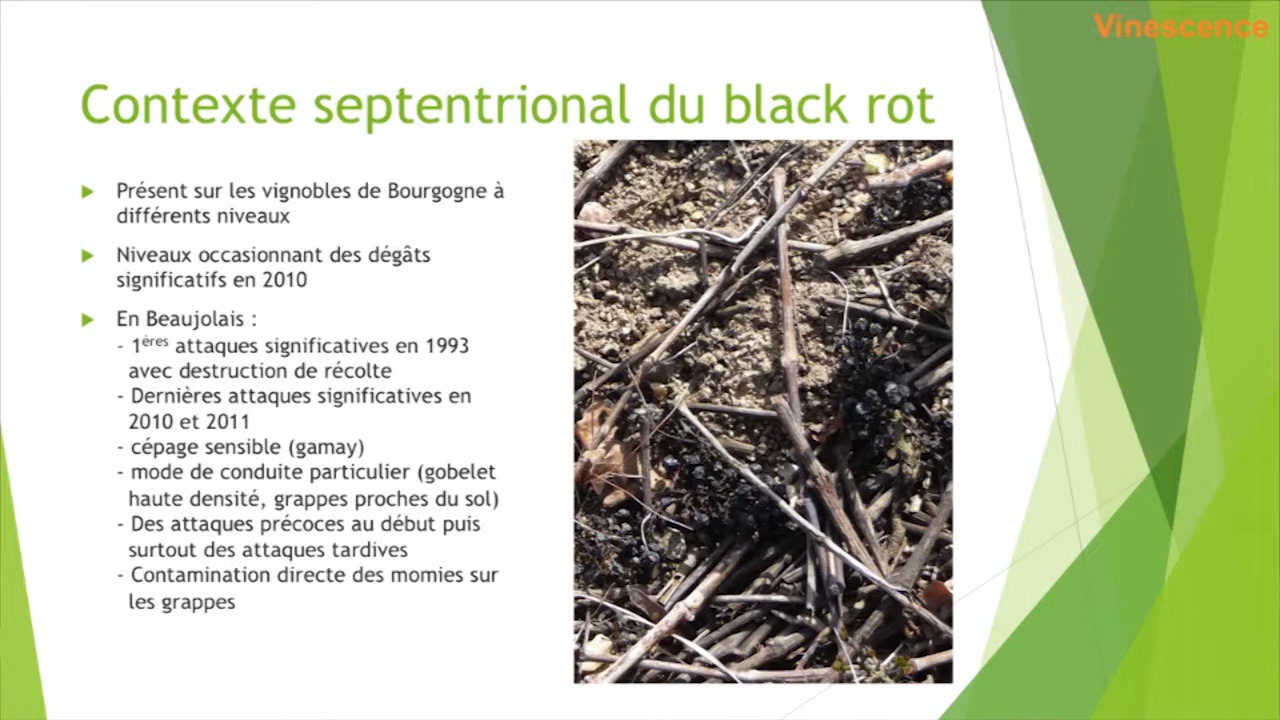 Vinescence
Contexte septentrional du black rot
Présent sur les vignobles de Bourgogne à
différents niveaux
Niveaux occasionnant des dégâts
significatifs en 2010
En Beaujolais :
- 1ères attaques significatives en 1993
avec destruction de récolte
- Dernières attaques significatives en
2010 et 2011
- cépage sensible (gamay)
- mode de conduite particulier (gobelet
haute densité, grappes proches du sol)
- Des attaques précoces au début puis
surtout des attaques tardives
- Contamination directe des momies sur
les grappes